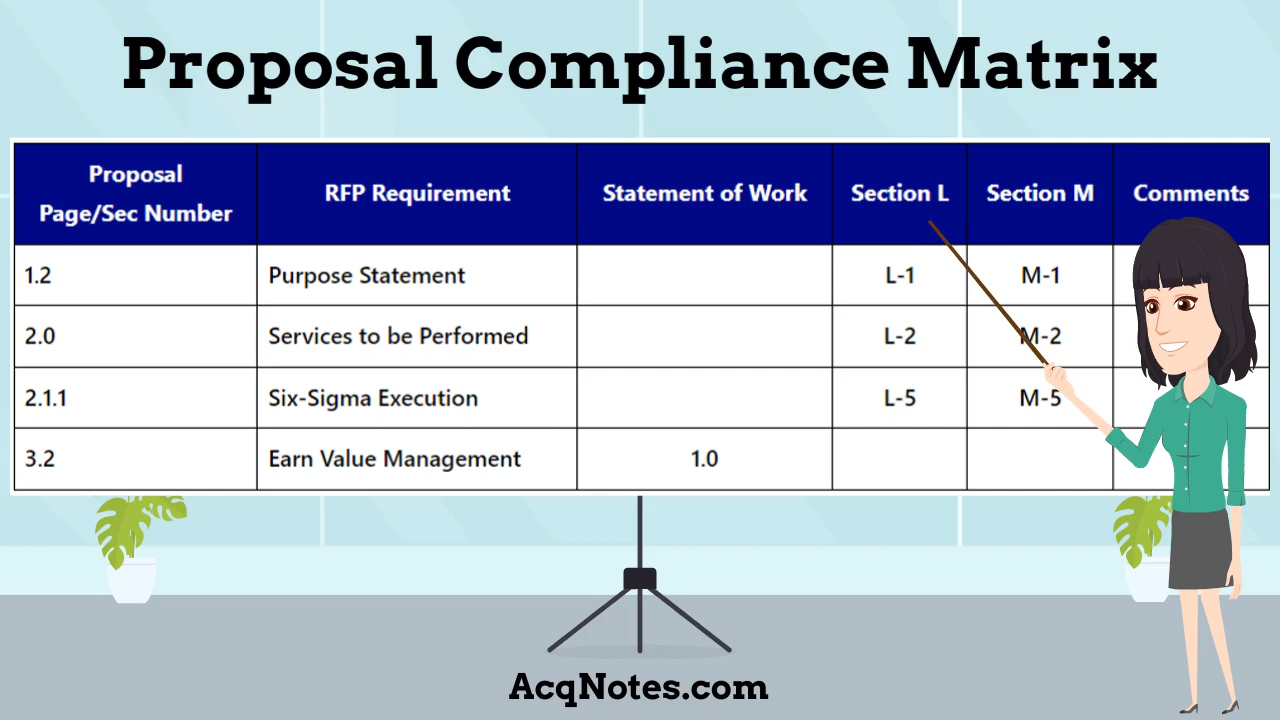 Proposal Compliance Matrix
Proposal
Page/Sec Number
RFP Requirement
Statement of Work
Section L
Section M
Comments
1.2 Purpose Statement L-1 M-1
2.0 Services to be Performed L-2 M-2
2.1.1 Six-Sigma Execution L-5 M-5
3.2 Earn Value Management 1.0
AcqNotes.com